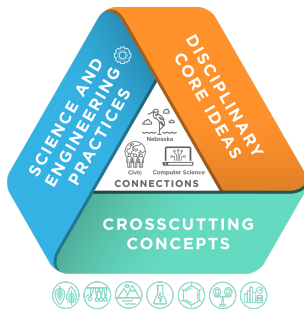 SCIENCE AND
ENGINEERING
PRACTICES
DISCIPLINARY
CORE IDEAS
Nebraska
Civic
Computer Science
CONNECTIONS
CROSSCUTTING
CONCEPTS